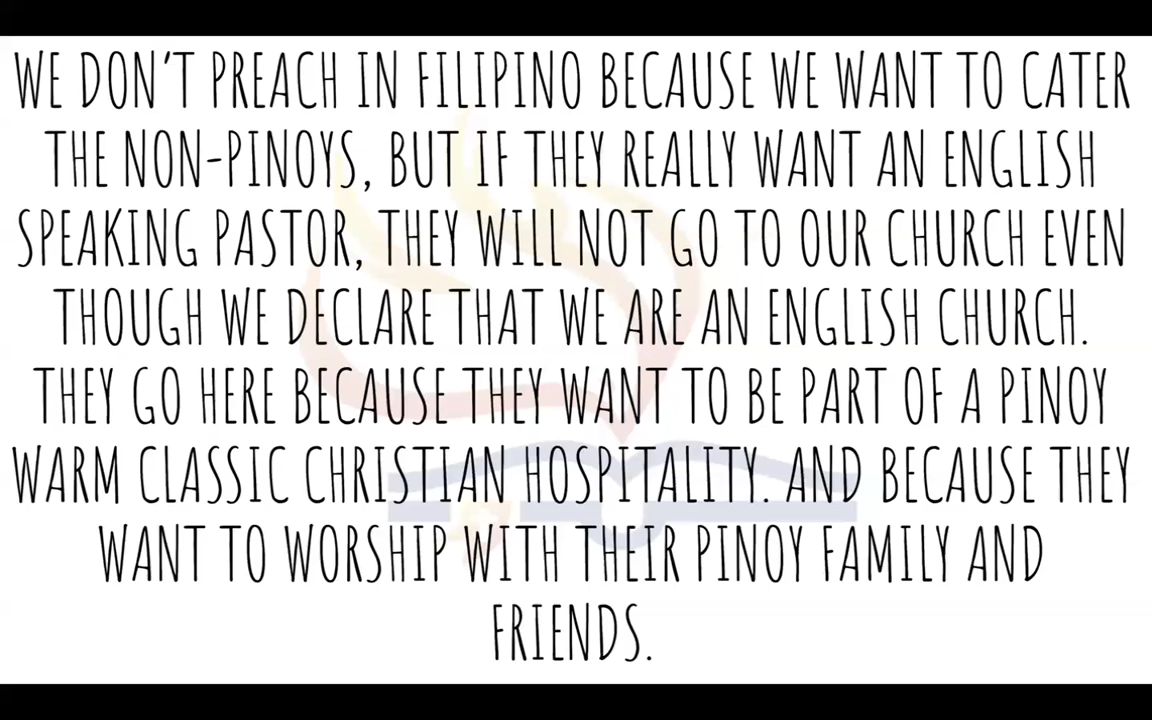 WE DON'T PREACH IN FILIPINO BECAUSE WE WANT TO CATER
THE NON-PINOYS, BUT IF THEY REALLY WANT AN ENGLISH
SPEAKING PASTOR, THEY WILL NOT GO TO OUR CHURCH EVEN
THOUGH WE DECLARE THAT WE ARE AN ENGLISH CHURCH.
THEY GO HERE BECAUSE THEY WANT TO BE PART OF A PINOY
WARM CLASSIC CHRISTIAN HOSPITALITY. AND BECAUSE THEY
WANT TO WORSHIP WITH THEIR PINOY FAMILY AND
FRIENDS.